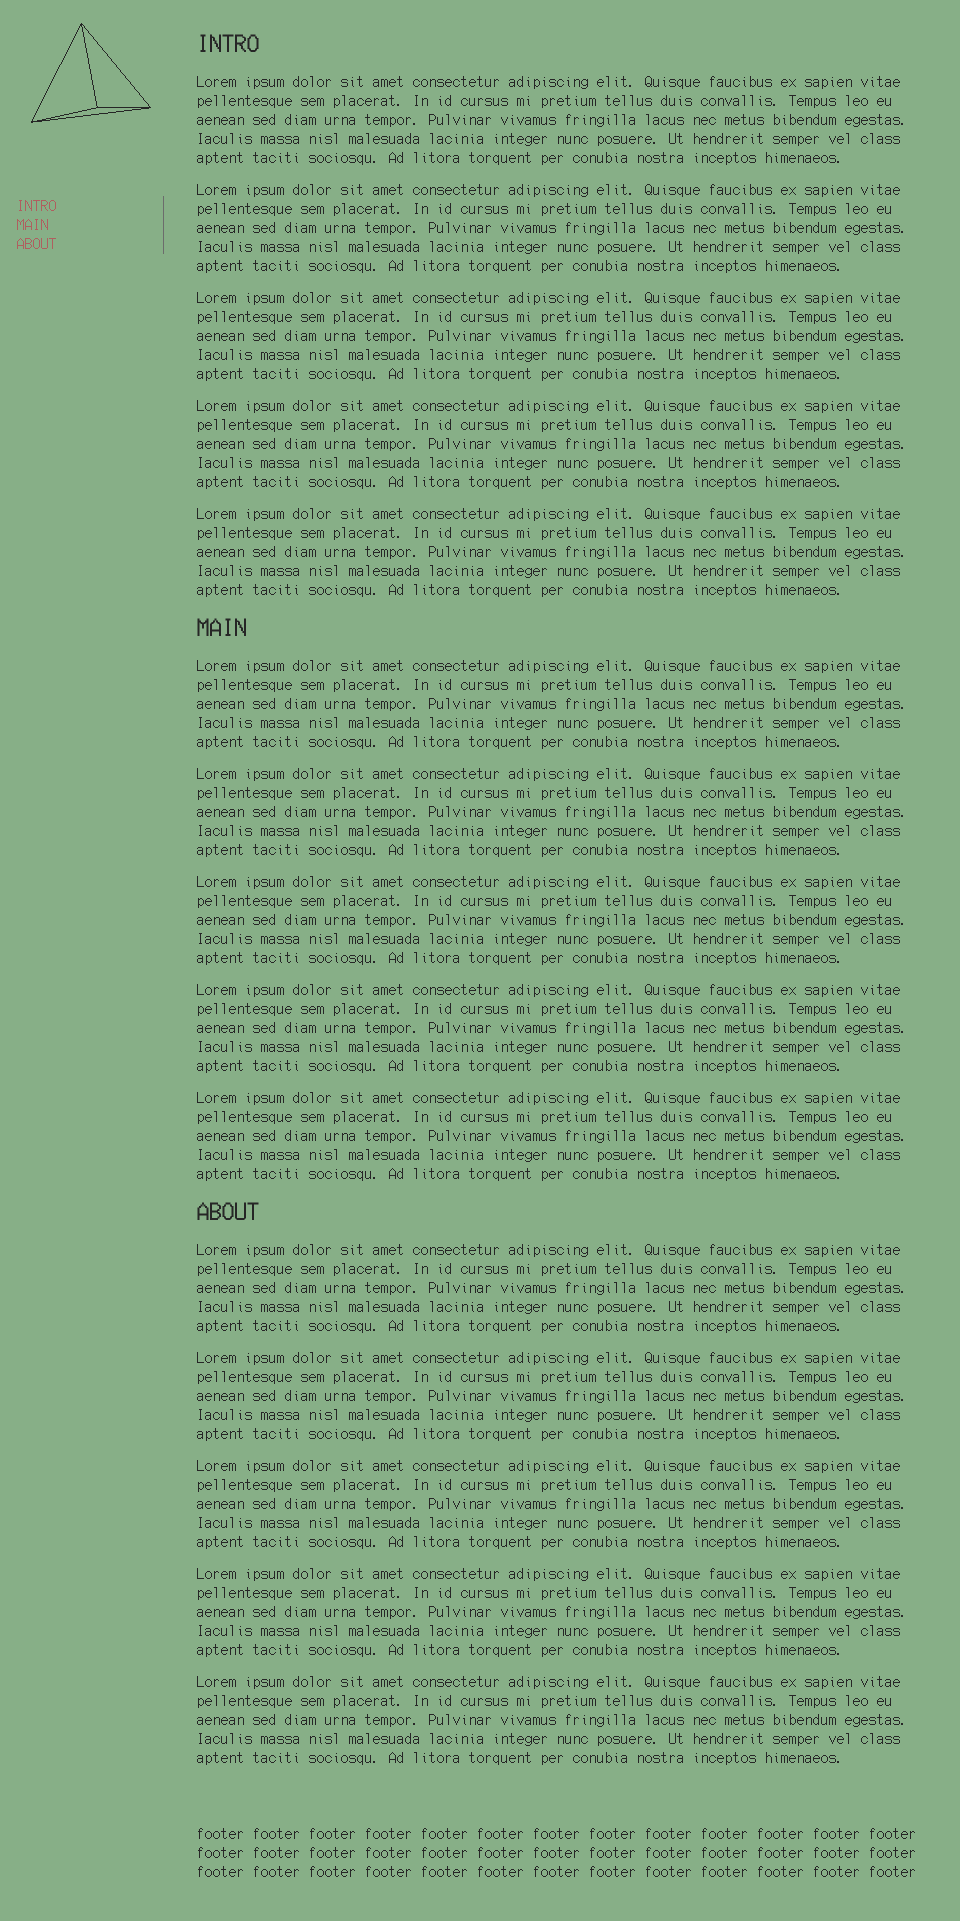 INTRO
MAIN
ABOUT
INTRO
Lorem ipsum dolor sit amet consectetur adipiscing elit. Quisque faucibus ex sapien vitae
pellentesque sem placerat. In id cursus mi pretium tellus duis convallis. Tempus leo eu
aenean sed diam urna tempor. Pulvinar vivamus fringilla lacus nec metus bibendum egestas.
Iaculis massa nisl malesuada lacinia integer nunc posuere. Ut hendrerit semper vel class
aptent taciti sociosqu. Ad litora torquent per conubia nostra inceptos himenaeos.
Lorem ipsum dolor sit amet consectetur adipiscing elit. Quisque faucibus ex sapien vitae
pellentesque sem placerat. In id cursus mi pretium tellus duis convallis. Tempus leo eu
aenean sed diam urna tempor. Pulvinar vivamus fringilla lacus nec metus bibendum egestas.
Iaculis massa nisl malesuada lacinia integer nunc posuere. Ut hendrerit semper vel class
aptent taciti sociosqu. Ad litora torquent per conubia nostra inceptos himenaeos.
Lorem ipsum dolor sit amet consectetur adipiscing elit. Quisque faucibus ex sapien vitae
pellentesque sem placerat. In id cursus mi pretium tellus duis convallis. Tempus leo eu
aenean sed diam urna tempor. Pulvinar vivamus fringilla lacus nec metus bibendum egestas.
Iaculis massa nisl malesuada lacinia integer nunc posuere. Ut hendrerit semper vel class
aptent taciti sociosqu. Ad litora torquent per conubia nostra inceptos himenaeos.
Lorem ipsum dolor sit amet consectetur adipiscing elit. Quisque faucibus ex sapien vitae
pellentesque sem placerat. In id cursus mi pretium tellus duis convallis. Tempus leo eu
aenean sed diam urna tempor. Pulvinar vivamus fringilla lacus nec metus bibendum egestas.
Iaculis massa nisl malesuada lacinia integer nunc posuere. Ut hendrerit semper vel class
aptent taciti sociosqu. Ad litora torquent per conubia nostra inceptos himenaeos.
Lorem ipsum dolor sit amet consectetur adipiscing elit. Quisque faucibus ex sapien vitae
pellentesque sem placerat. In id cursus mi pretium tellus duis convallis. Tempus leo eu
aenean sed diam urna tempor. Pulvinar vivamus fringilla lacus nec metus bibendum egestas.
Iaculis massa nisl malesuada lacinia integer nunc posuere. Ut hendrerit semper vel class
aptent taciti sociosqu. Ad litora torquent per conubia nostra inceptos himenaeos.
MAIN
Lorem ipsum dolor sit amet consectetur adipiscing elit. Quisque faucibus ex sapien vitae
pellentesque sem placerat. In id cursus mi pretium tellus duis convallis. Tempus leo eu
aenean sed diam urna tempor. Pulvinar vivamus fringilla lacus nec metus bibendum egestas.
Iaculis massa nisl malesuada lacinia integer nunc posuere. Ut hendrerit semper vel class
aptent taciti sociosqu. Ad litora torquent per conubia nostra inceptos himenaeos.
Lorem ipsum dolor sit amet consectetur adipiscing elit. Quisque faucibus ex sapien vitae
pellentesque sem placerat. In id cursus mi pretium tellus duis convallis. Tempus leo eu
aenean sed diam urna tempor. Pulvinar vivamus fringilla lacus nec metus bibendum egestas.
Iaculis massa nisl malesuada lacinia integer nunc posuere. Ut hendrerit semper vel class
aptent taciti sociosqu. Ad litora torquent per conubia nostra inceptos himenaeos.
Lorem ipsum dolor sit amet consectetur adipiscing elit. Quisque faucibus ex sapien vitae
pellentesque sem placerat. In id cursus mi pretium tellus duis convallis. Tempus leo eu
aenean sed diam urna tempor. Pulvinar vivamus fringilla lacus nec metus bibendum egestas.
Iaculis massa nisl malesuada lacinia integer nunc posuere. Ut hendrerit semper vel class
aptent taciti sociosqu. Ad litora torquent per conubia nostra inceptos himenaeos.
Lorem ipsum dolor sit amet consectetur adipiscing elit. Quisque faucibus ex sapien vitae
pellentesque sem placerat. In id cursus mi pretium tellus duis convallis. Tempus leo eu
aenean sed diam urna tempor. Pulvinar vivamus fringilla lacus nec metus bibendum egestas.
Iaculis massa nisl malesuada lacinia integer nunc posuere. Ut hendrerit semper vel class
aptent taciti sociosqu. Ad litora torquent per conubia nostra inceptos himenaeos.
Lorem ipsum dolor sit amet consectetur adipiscing elit. Quisque faucibus ex sapien vitae
pellentesque sem placerat. In id cursus mi pretium tellus duis convallis. Tempus leo eu
aenean sed diam urna tempor. Pulvinar vivamus fringilla lacus nec metus bibendum egestas.
Iaculis massa nisl malesuada lacinia integer nunc posuere. Ut hendrerit semper vel class
aptent taciti sociosqu. Ad litora torquent per conubia nostra inceptos himenaeos.
ABOUT
Lorem ipsum dolor sit amet consectetur adipiscing elit. Quisque faucibus ex sapien vitae
pellentesque sem placerat. In id cursus mi pretium tellus duis convallis. Tempus leo eu
aenean sed diam urna tempor. Pulvinar vivamus fringilla lacus nec metus bibendum egestas.
Iaculis massa nisl malesuada lacinia integer nunc posuere. Ut hendrerit semper vel class
aptent taciti sociosqu. Ad litora torquent per conubia nostra inceptos himenaeos.
Lorem ipsum dolor sit amet consectetur adipiscing elit. Quisque faucibus ex sapien vitae
pellentesque sem placerat. In id cursus mi pretium tellus duis convallis. Tempus leo eu
aenean sed diam urna tempor. Pulvinar vivamus fringilla lacus nec metus bibendum egestas.
Iaculis massa nisl malesuada lacinia integer nunc posuere. Ut hendrerit semper vel class
aptent taciti sociosqu. Ad litora torquent per conubia nostra inceptos himenaeos.
Lorem ipsum dolor sit amet consectetur adipiscing elit. Quisque faucibus ex sapien vitae
pellentesque sem placerat. In id cursus mi pretium tellus duis convallis. Tempus leo eu
aenean sed diam urna tempor. Pulvinar vivamus fringilla lacus nec metus bibendum egestas.
Iaculis massa nisl malesuada lacinia integer nunc posuere. Ut hendrerit semper vel class
aptent taciti sociosqu. Ad litora torquent per conubia nostra inceptos himenaeos.
Lorem ipsum dolor sit amet consectetur adipiscing elit. Quisque faucibus ex sapien vitae
pellentesque sem placerat. In id cursus mi pretium tellus duis convallis. Tempus leo eu
aenean sed diam urna tempor. Pulvinar vivamus fringilla lacus nec metus bibendum egestas.
Iaculis massa nisl malesuada lacinia integer nunc posuere. Ut hendrerit semper vel class
aptent taciti sociosqu. Ad litora torquent per conubia nostra inceptos himenaeos.
Lorem ipsum dolor sit amet consectetur adipiscing elit. Quisque faucibus ex sapien vitae
pellentesque sem placerat. In id cursus mi pretium tellus duis convallis. Tempus leo eu
aenean sed diam urna tempor. Pulvinar vivamus fringilla lacus nec metus bibendum egestas.
Iaculis massa nisl malesuada lacinia integer nunc posuere. Ut hendrerit semper vel class
aptent taciti sociosqu. Ad litora torquent per conubia nostra inceptos himenaeos.
footer footer footer footer footer footer footer footer footer footer footer footer footer
footer footer footer footer footer footer footer footer footer footer footer footer footer
footer footer footer footer footer footer footer footer footer footer footer footer footer